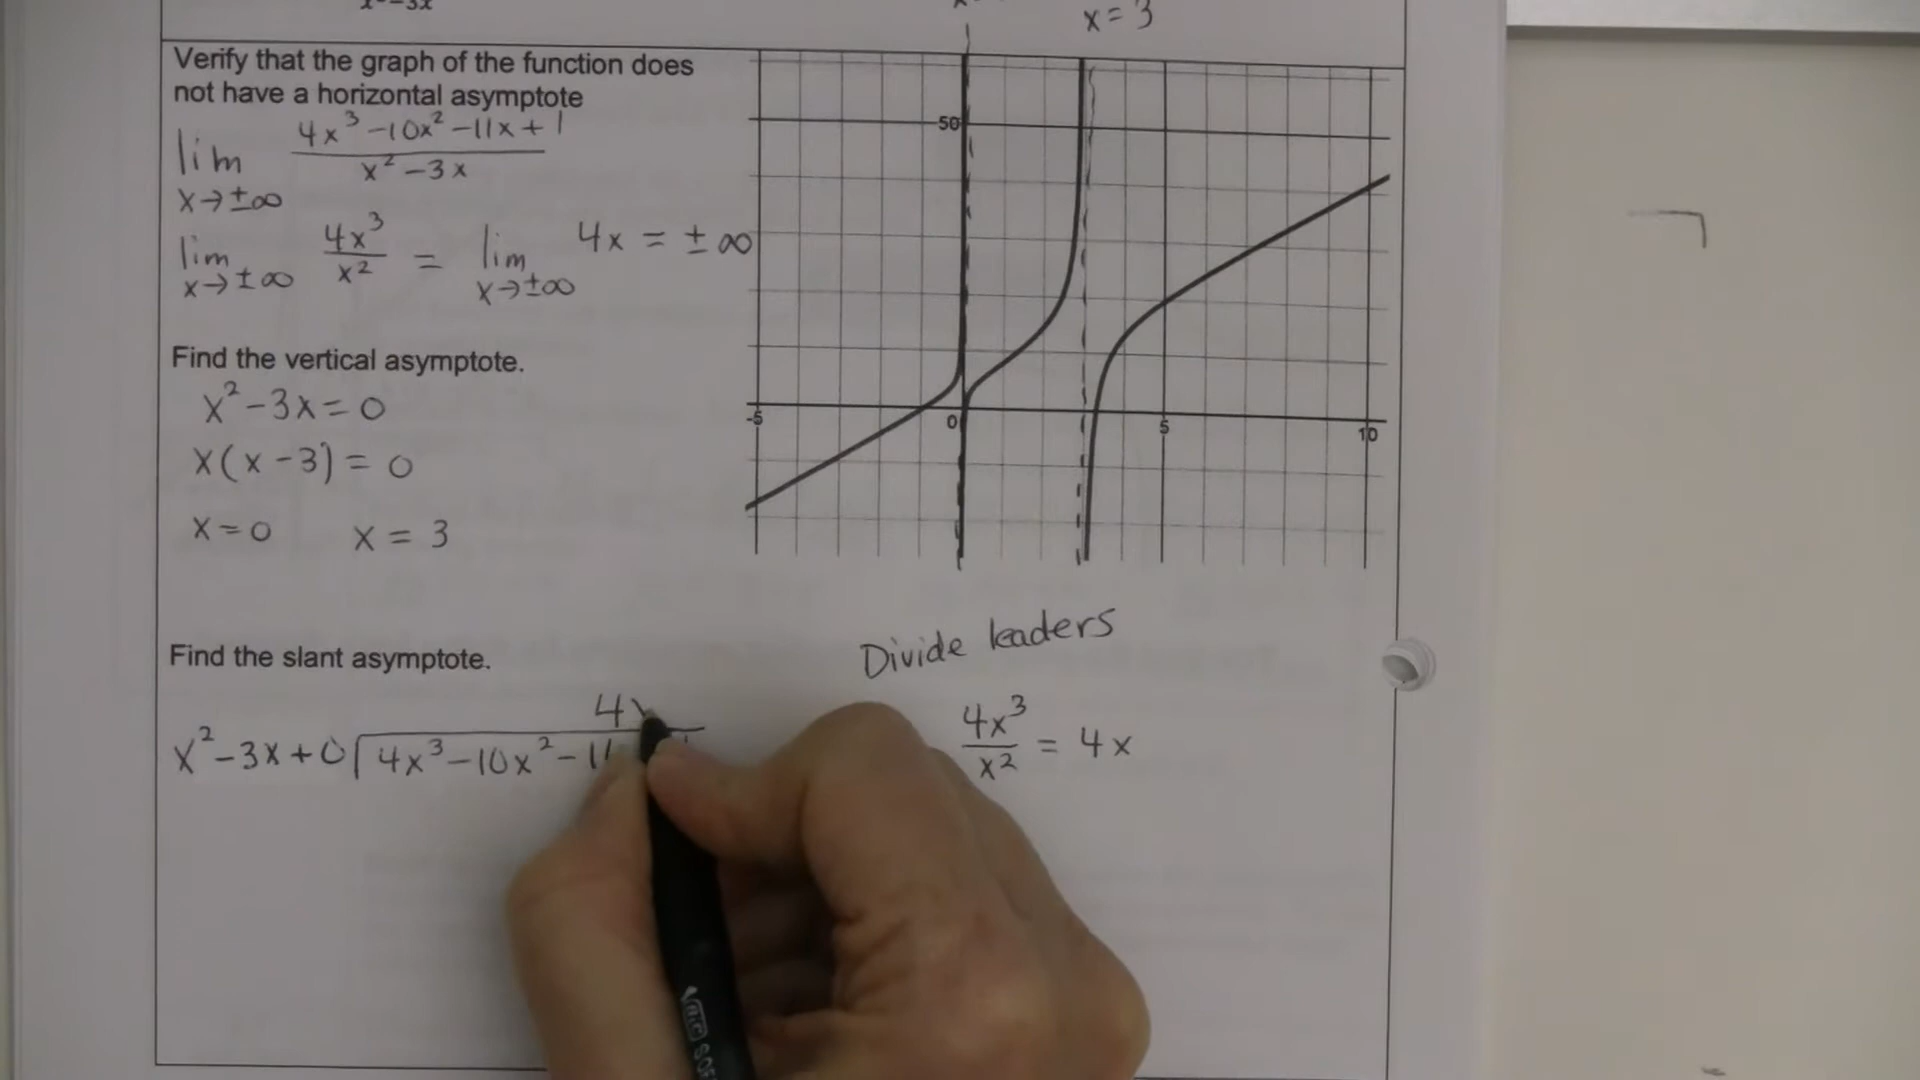 x = 3
Verify that the graph of the function does
not have a horizontal asymptote
lim x→±∞ (4x³ -10x² -11x + 1)/(x² - 3x)
lim x→±∞ 4x³/x² = lim x→±∞ 4x = ±∞
50
-5 0 5 10
Find the vertical asymptote.
x² - 3x = 0
x(x - 3) = 0
x = 0 x = 3
Find the slant asymptote.
4x
x² - 3x + 0 4x³ - 10x² - 11
Divide leaders
4x³/x² = 4x